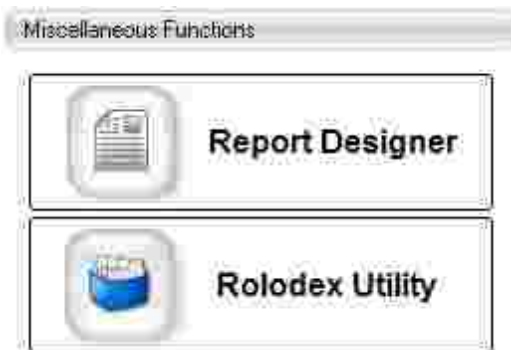 Miscellaneous Functions
Report Designer
Rolodex Utility